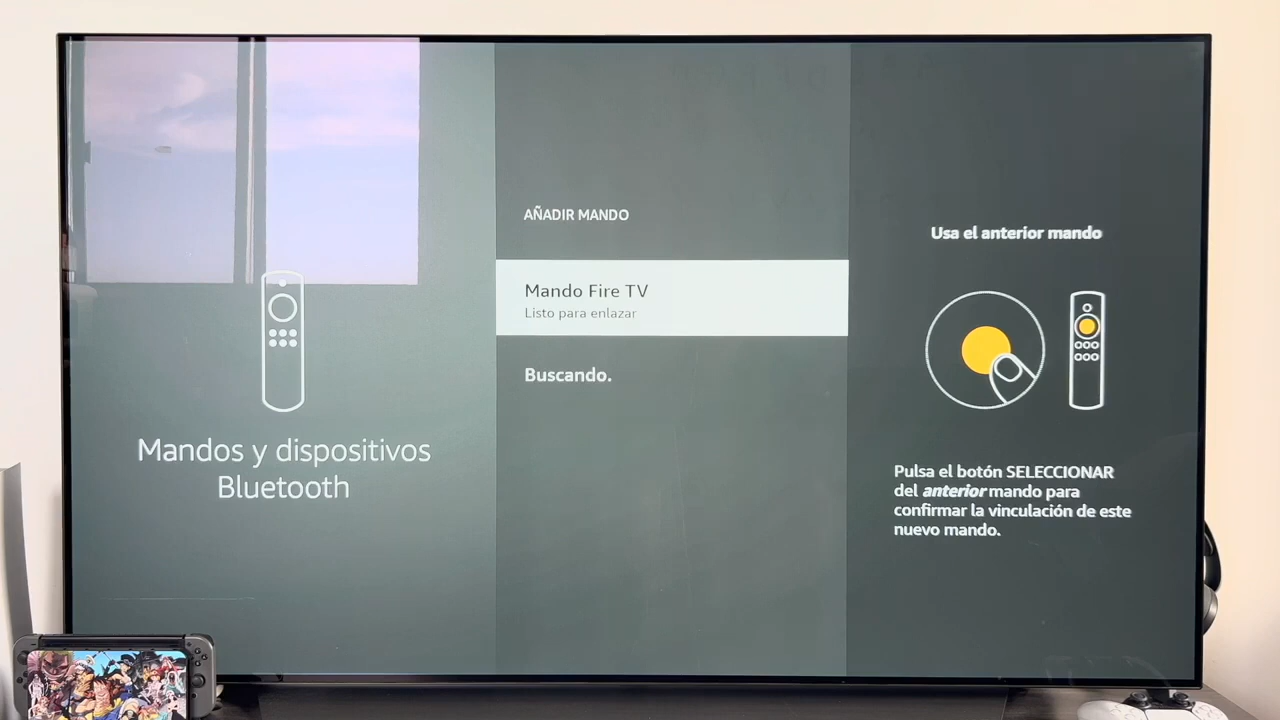 Mandos y dispositivos
Bluetooth
AÑADIR MANDO
Mando Fire TV
Listo para enlazar
Buscando.
Usa el anterior mando
Pulsa el botón SELECCIONAR
del anterior mando para
confirmar la vinculación de este
nuevo mando.